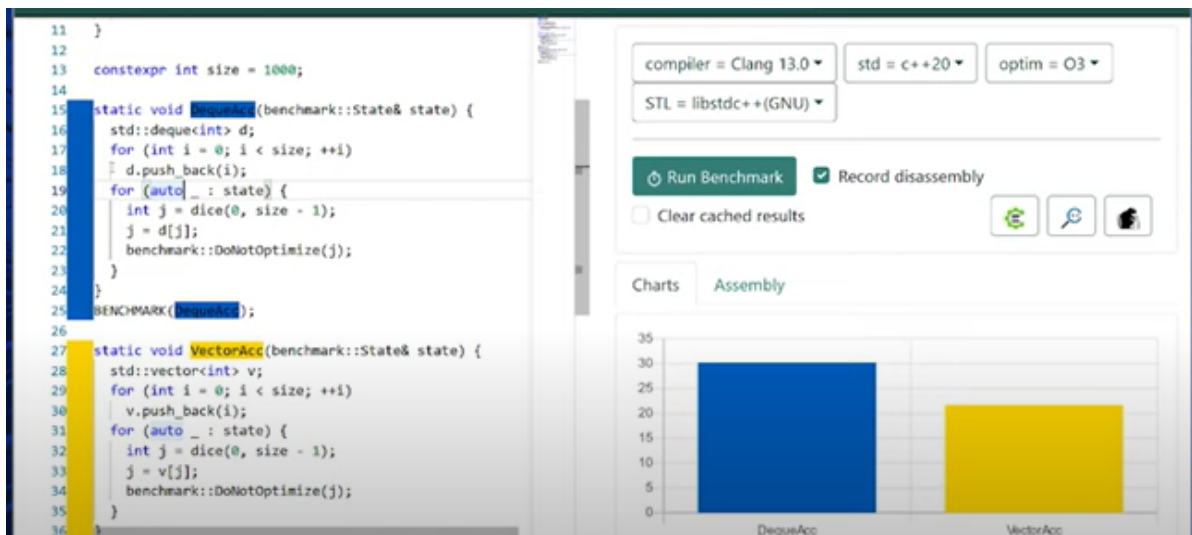 11 }
12
13 constexpr int size = 1000;
14
15 static void DequeAcc(benchmark::State& state) {
16 std::deque<int> d;
17 for (int i = 0; i < size; ++i)
18 d.push_back(i);
19 for (auto _ : state) {
20 int j = dice(0, size - 1);
21 j = d[j];
22 benchmark::DoNotOptimize(j);
23 }
24 }
25 BENCHMARK(DequeAcc);
26
27 static void VectorAcc(benchmark::State& state) {
28 std::vector<int> v;
29 for (int i = 0; i < size; ++i)
30 v.push_back(i);
31 for (auto _ : state) {
32 int j = dice(0, size - 1);
33 j = v[j];
34 benchmark::DoNotOptimize(j);
35 }
36 }
compiler = Clang 13.0 std = c++20 optim = O3
STL = libstdc++(GNU)
Run Benchmark Record disassembly
Clear cached results
Charts Assembly
35
30
25
20
15
10
5
0
DequeAcc VectorAcc